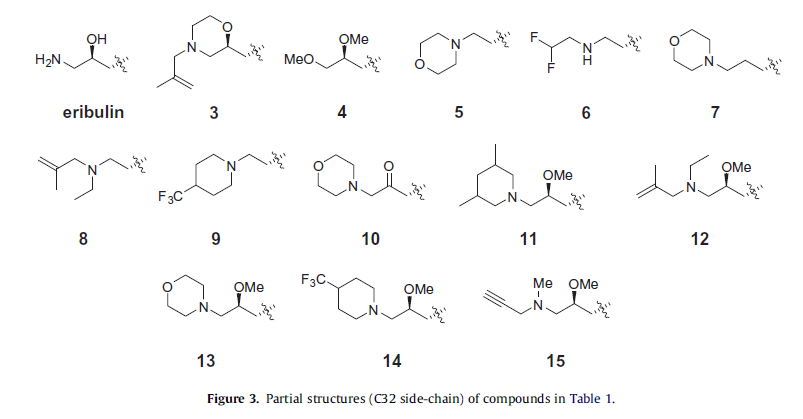 OH
H2N
eribulin
O
N
3
OMe
MeO
4
N
O
5
F
F
N
H
6
O
N
7
N
8
N
F3C
9
O
O
N
10
OMe
N
11
OMe
N
12
O
OMe
N
13
F3C
OMe
N
14
Me OMe
N
15
Figure 3. Partial structures (C32 side-chain) of compounds in Table 1.